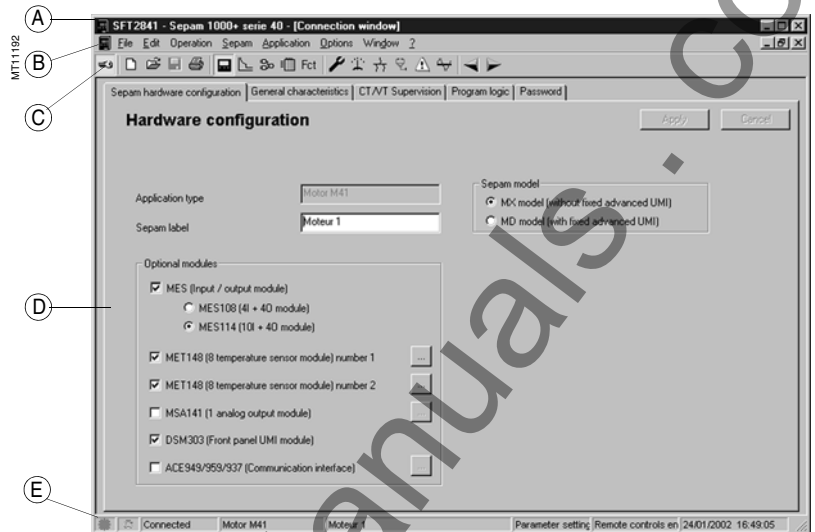 A
SFT2841 - Sepam 1000+ serie 40 - [Connection window]
MT11192
B
File Edit Operation Sepam Application Options Window ?
Fct
C
Sepam hardware configuration General characteristics CT/VT Supervision Program logic Password
Hardware configuration
Apply Cancel
Application type Motor M41
Sepam label Moteur 1
Sepam model
MX model (without fixed advanced UMI)
MD model (with fixed advanced UMI)
Optional modules
MES (Input / output module)
MES108 (4I + 4O module)
D
MES114 (10I + 4O module)
MET148 (8 temperature sensor module) number 1 ...
MET148 (8 temperature sensor module) number 2 ...
MSA141 (1 analog output module) ...
DSM303 (Front panel UMI module)
ACE949/959/937 (Communication interface) ...
E
Connected Motor M41 Moteur 1 Parameter setting Remote controls en 24/01/2002 16:49:05
manuals.co